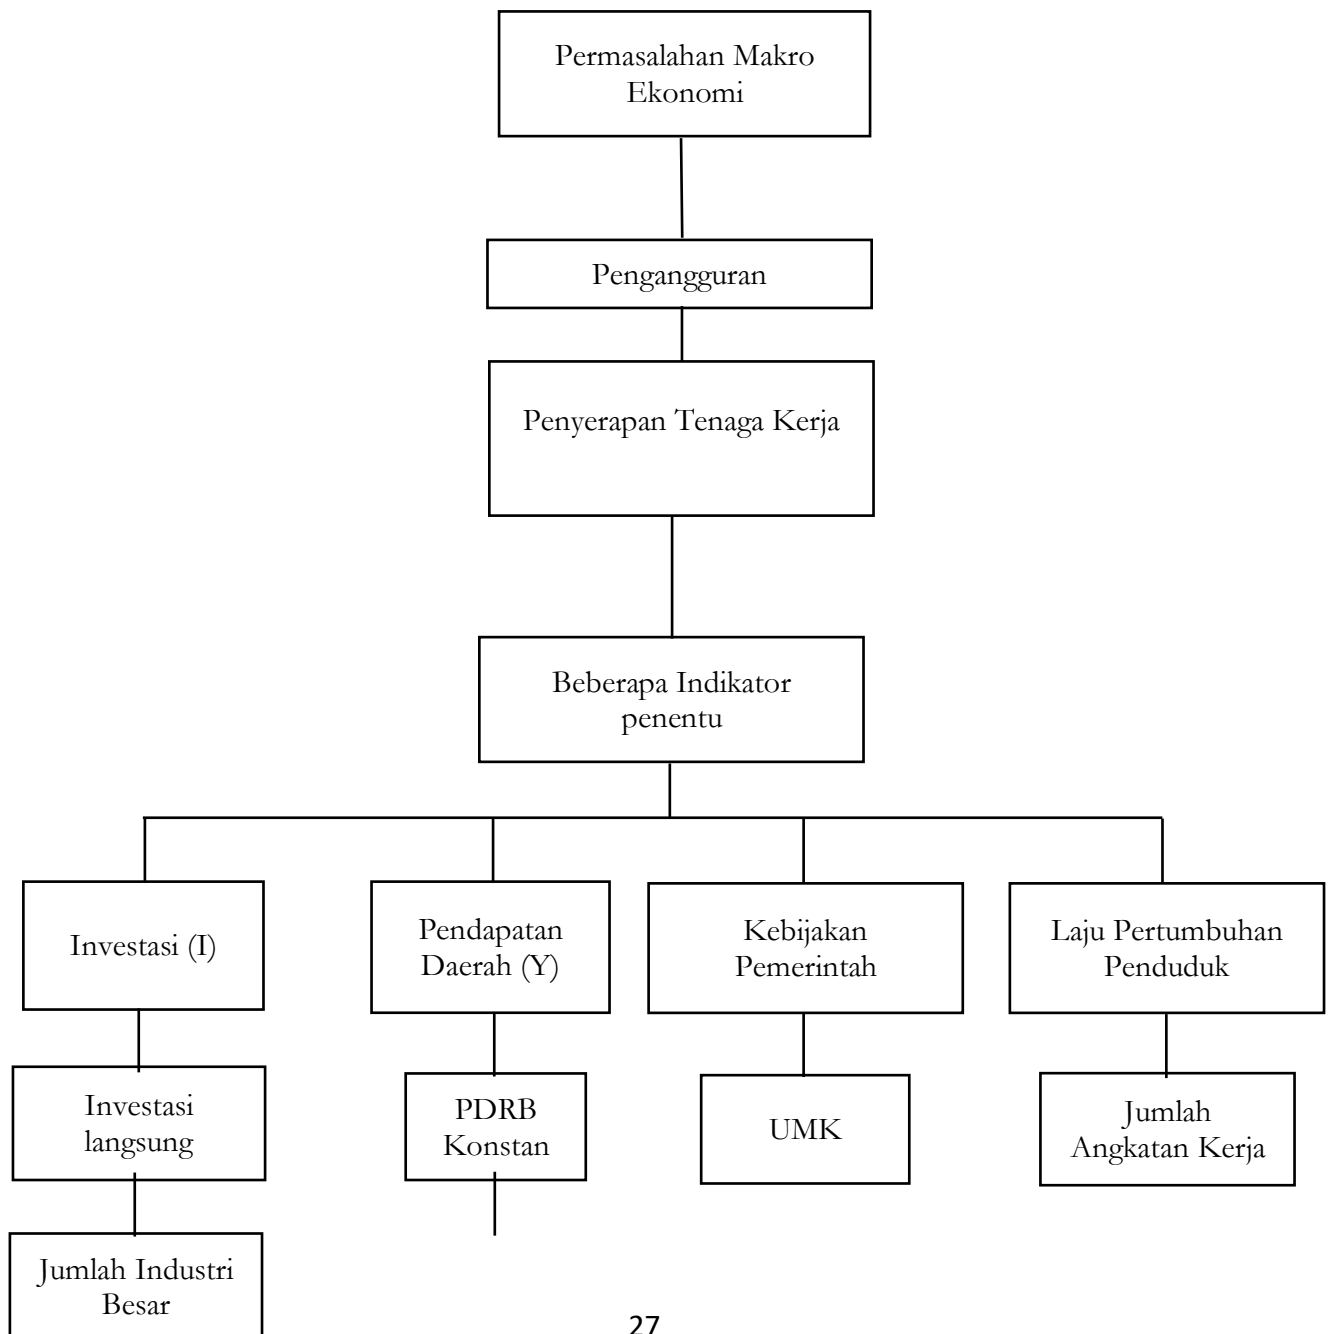 Permasalahan Makro
Ekonomi
Pengangguran
Penyerapan Tenaga Kerja
Beberapa Indikator
penentu
Investasi (I)
Pendapatan
Daerah (Y)
Kebijakan
Pemerintah
Laju Pertumbuhan
Penduduk
Investasi
langsung
PDRB
Konstan
UMK
Jumlah
Angkatan Kerja
Jumlah Industri
Besar
27